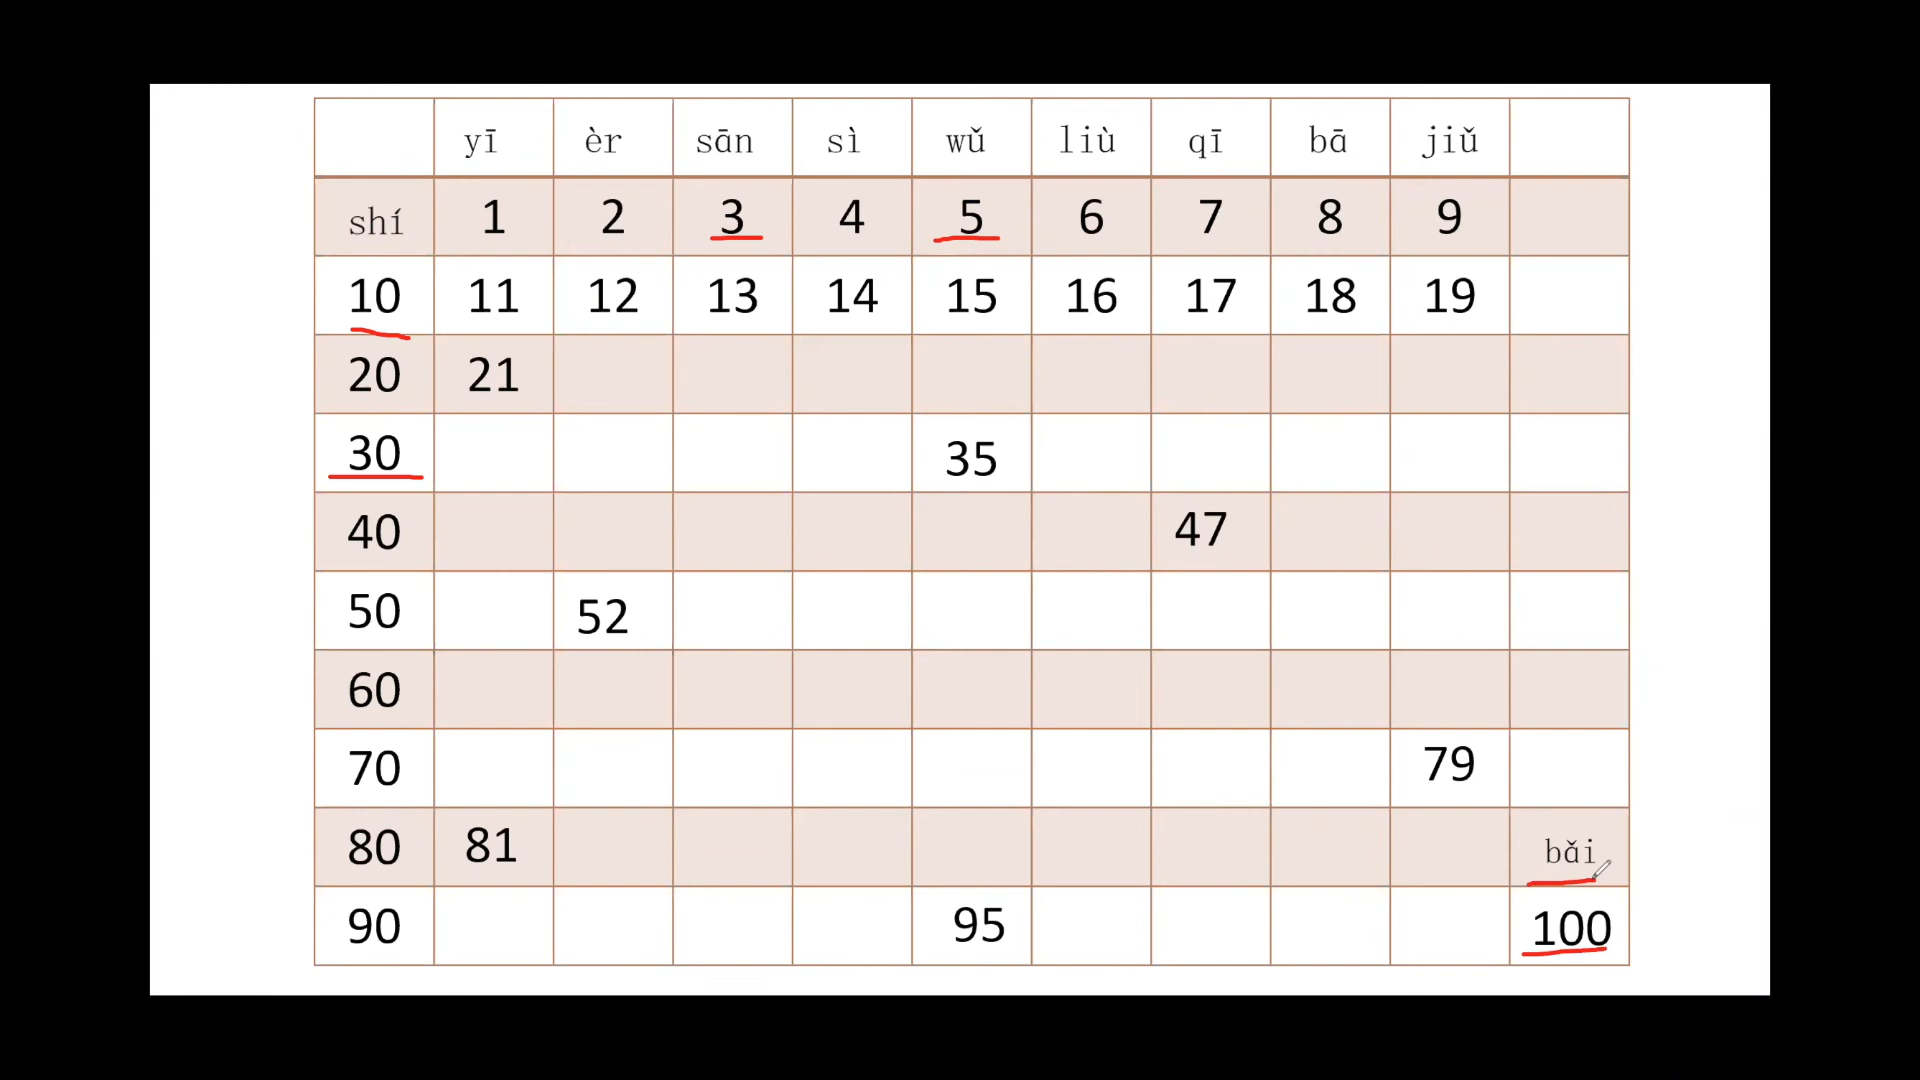 yī èr sān sì wǔ liù qī bā jiǔ
shí 1 2 3 4 5 6 7 8 9
10 11 12 13 14 15 16 17 18 19
20 21
30 35
40 47
50 52
60
70 79
80 81 bǎi
90 95 100